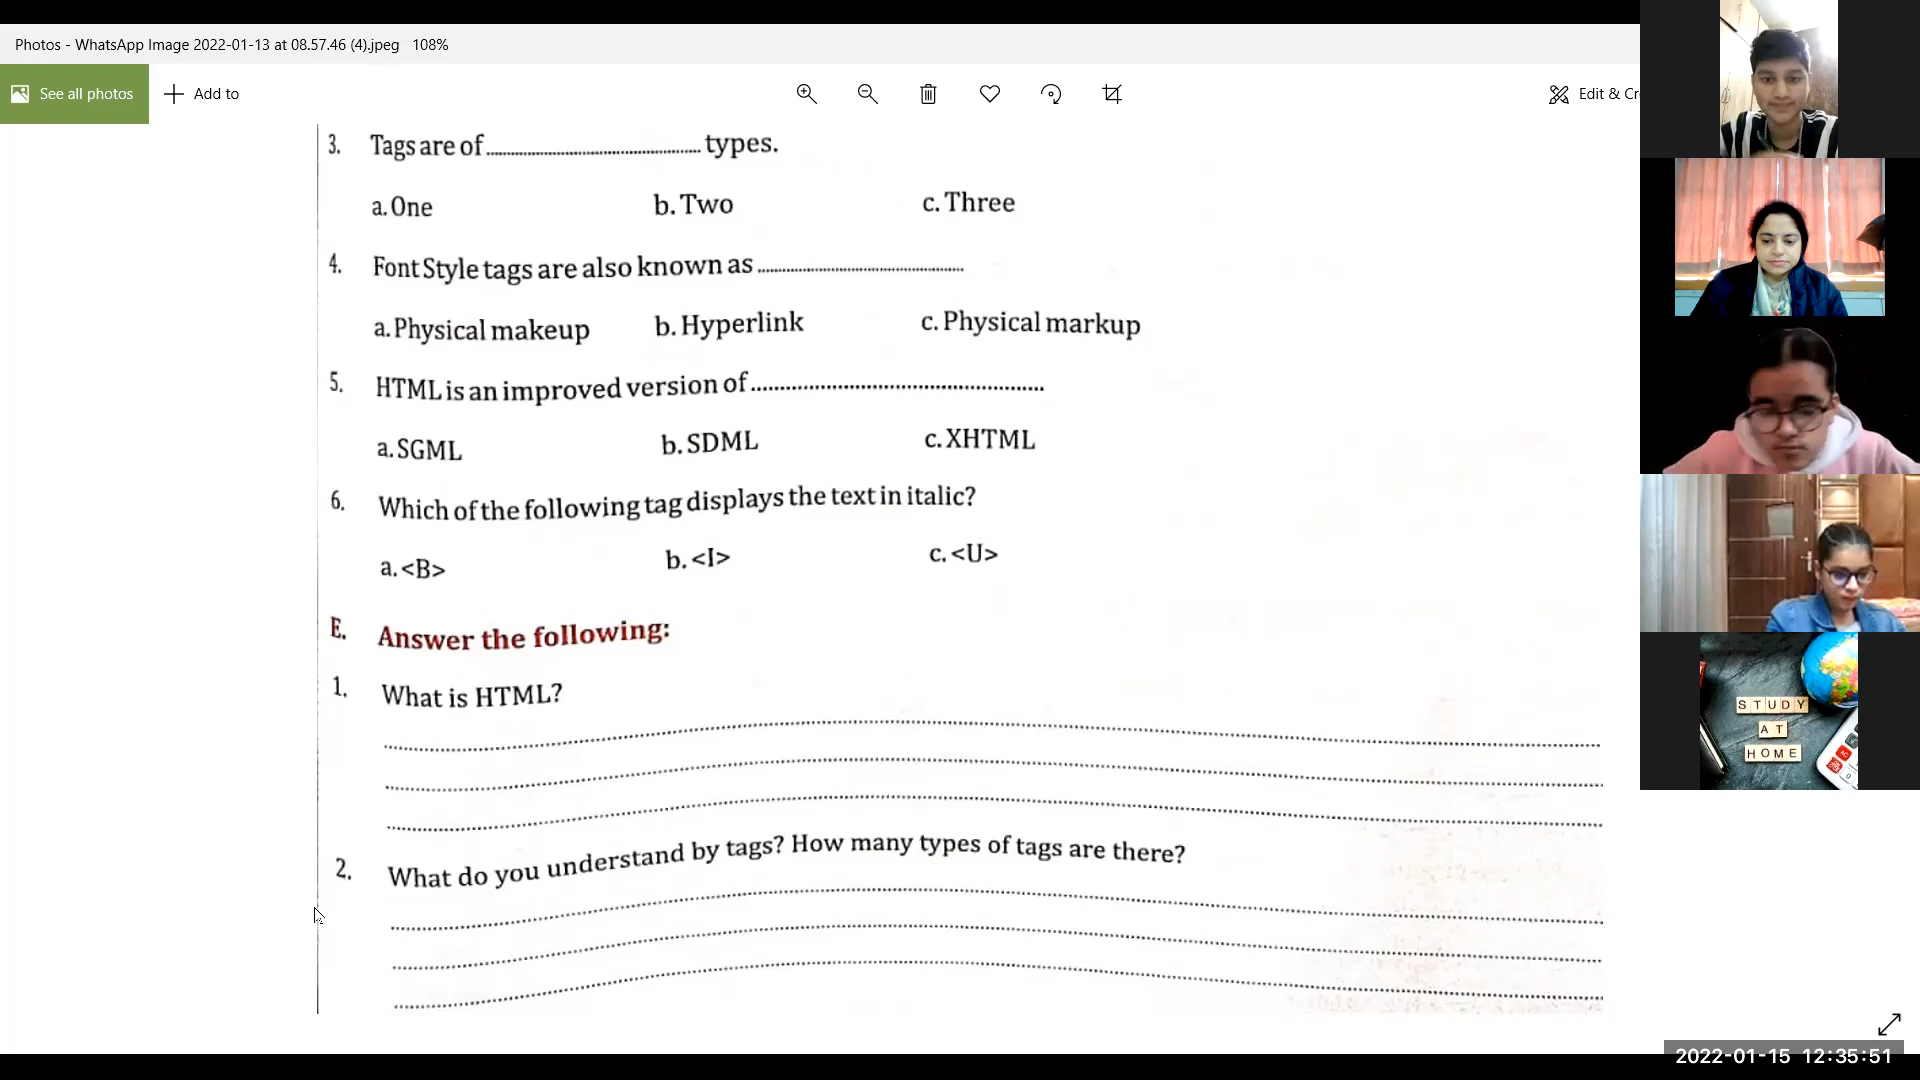 Photos - WhatsApp Image 2022-01-13 at 08.57.46 (4).jpeg 108%
See all photos
Add to
Edit & Cr
3. Tags are of ........................ types.
a. One b. Two c. Three
4. Font Style tags are also known as ........................
a. Physical makeup b. Hyperlink c. Physical markup
5. HTML is an improved version of ........................
a. SGML b. SDML c. XHTML
6. Which of the following tag displays the text in italic?
a. <B> b. <I> c. <U>
E. Answer the following:
1. What is HTML?
2. What do you understand by tags? How many types of tags are there?
STUDY
AT
HOME
2022-01-15 12:35:51